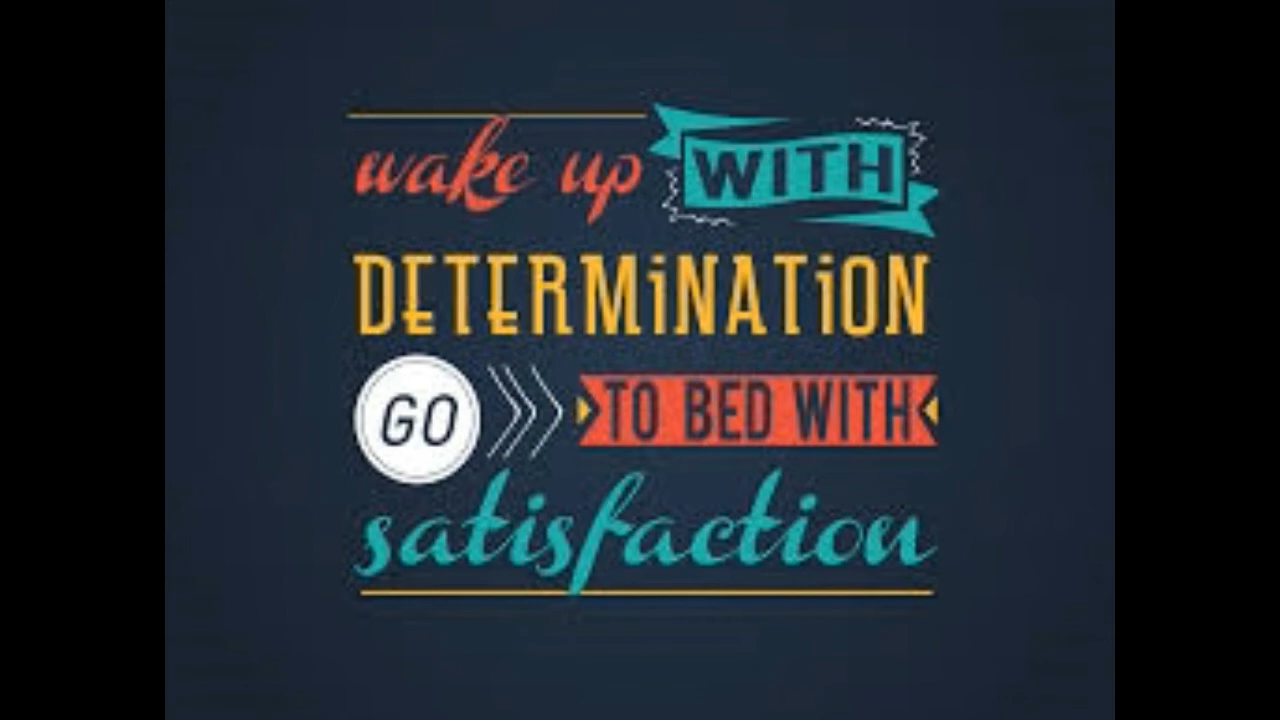 wake up WITH
DETERMiNATiON
GO TO BED WITH
satisfaction